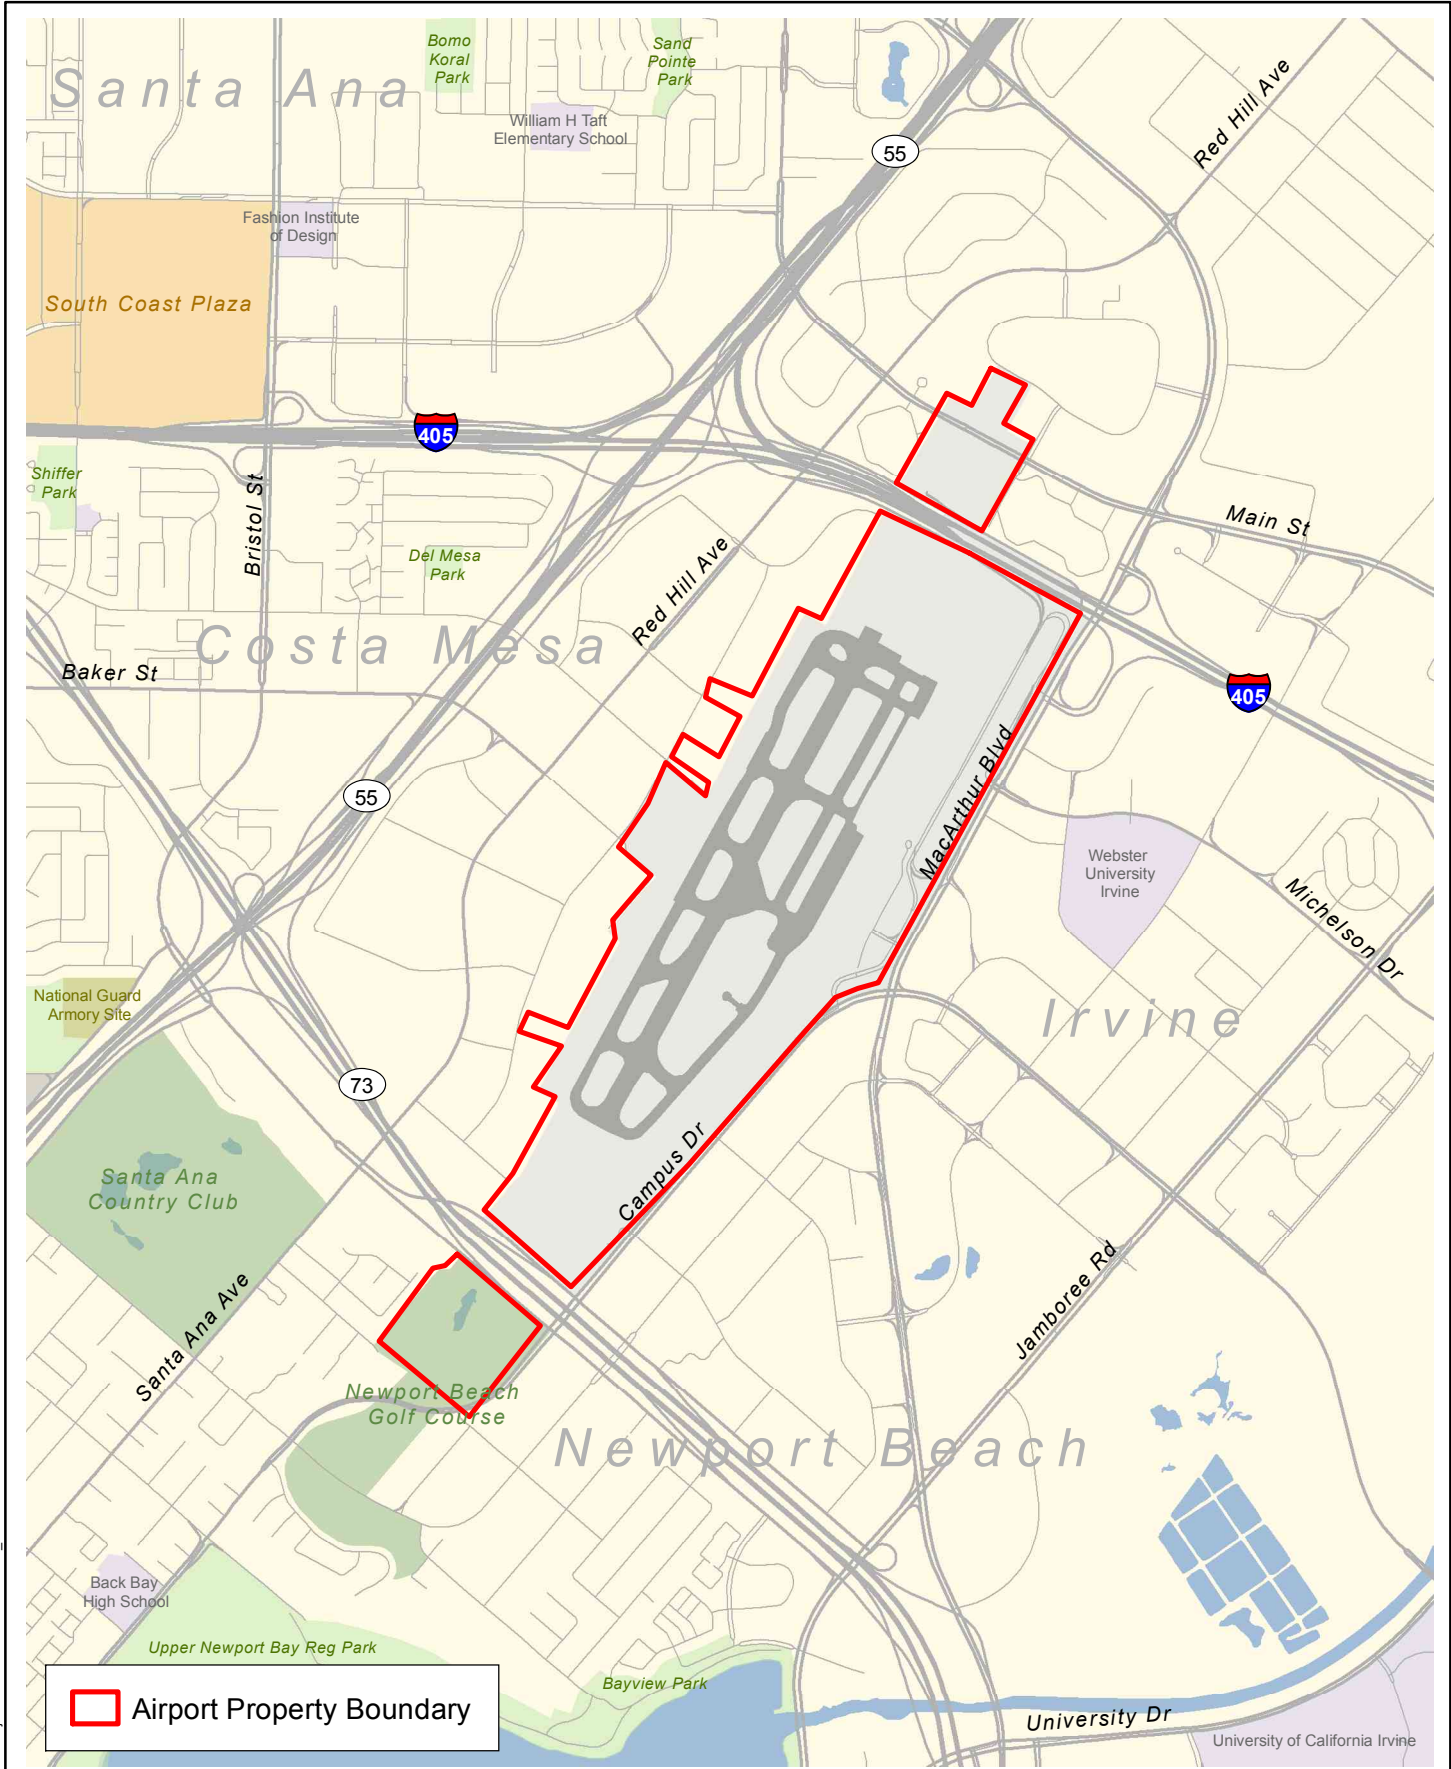 Bomo
Koral
Park
Sand
Pointe
Park
Santa Ana
William H Taft
Elementary School
55
Red Hill Ave
Fashion Institute
of Design
South Coast Plaza
405
Shiffer
Park
Bristol St
Main St
Del Mesa
Park
Red Hill Ave
Costa Mesa
Baker St
405
55
MacArthur Blvd
Webster
University
Irvine
Michelson Dr
National Guard
Armory Site
Irvine
73
Campus Dr
Santa Ana
Country Club
Jamboree Rd
Santa Ana Ave
Newport Beach
Golf Course
Newport Beach
Back Bay
High School
Upper Newport Bay Reg Park
Bayview Park
Airport Property Boundary
University Dr
University of California Irvine